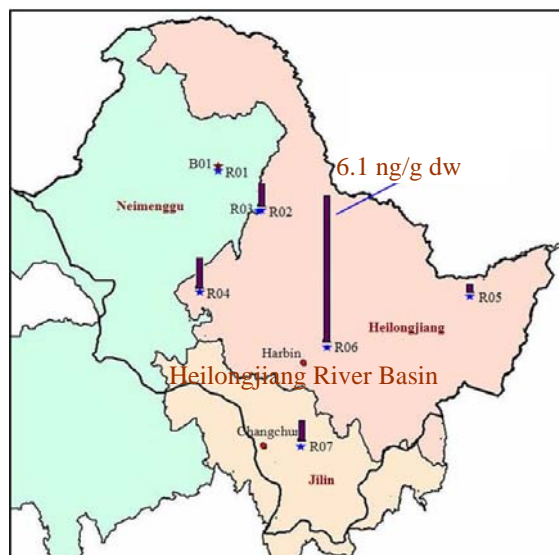 6.1 ng/g dw
B01
R01
Neimenggu
R03
R02
R04
R05
Heilongjiang
R06
Harbin
Heilongjiang River Basin
Changchun
R07
Jilin